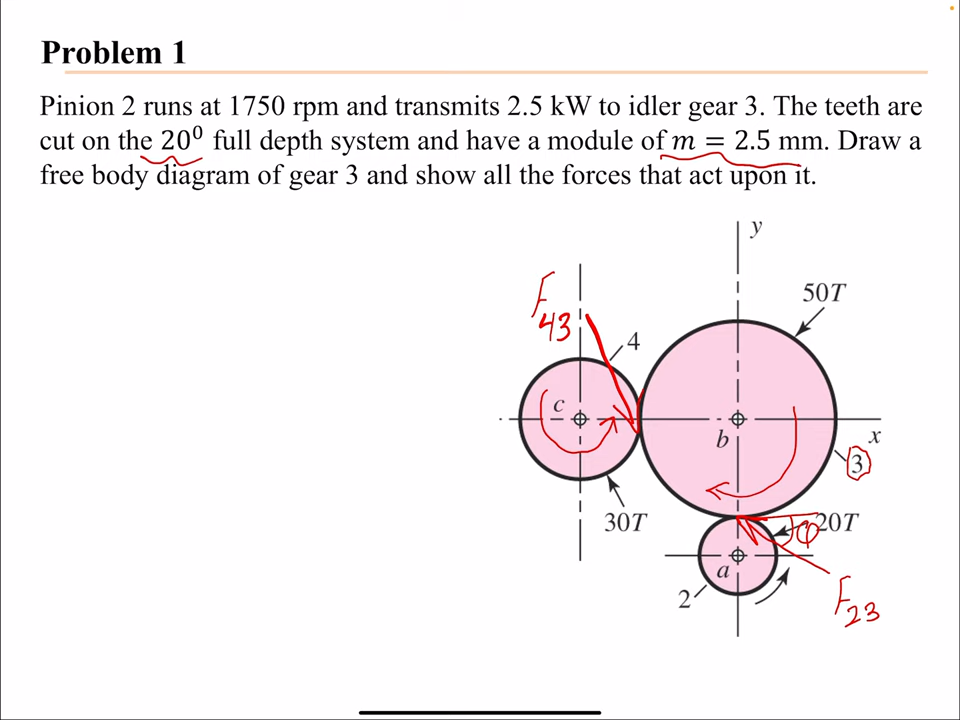 Problem 1
Pinion 2 runs at 1750 rpm and transmits 2.5 kW to idler gear 3. The teeth are
cut on the 20⁰ full depth system and have a module of m = 2.5 mm. Draw a
free body diagram of gear 3 and show all the forces that act upon it.
y
50T
F43
4
c
b
x
3
30T
20T
ϕ
a
2
F23